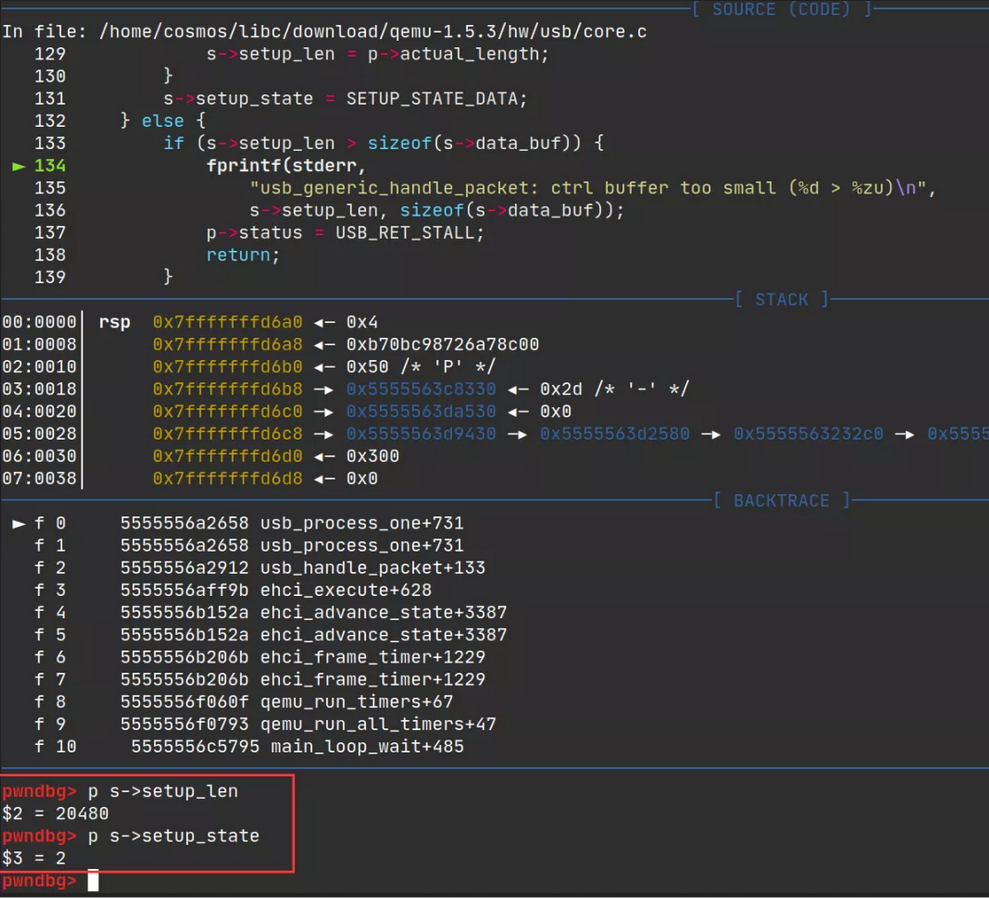 [ SOURCE (CODE) ]
In file: /home/cosmos/libc/download/qemu-1.5.3/hw/usb/core.c
129 s->setup_len = p->actual_length;
130 }
131 s->setup_state = SETUP_STATE_DATA;
132 } else {
133 if (s->setup_len > sizeof(s->data_buf)) {
► 134 fprintf(stderr,
135 "usb_generic_handle_packet: ctrl buffer too small (%d > %zu)\n",
136 s->setup_len, sizeof(s->data_buf));
137 p->status = USB_RET_STALL;
138 return;
139 }
[ STACK ]
00:0000│ rsp 0x7fffffffd6a0 ◄— 0x4
01:0008│ 0x7fffffffd6a8 ◄— 0xb70bc98726a78c00
02:0010│ 0x7fffffffd6b0 ◄— 0x50 /* 'P' */
03:0018│ 0x7fffffffd6b8 —► 0x5555563c8330 ◄— 0x2d /* '-' */
04:0020│ 0x7fffffffd6c0 —► 0x5555563da530 ◄— 0x0
05:0028│ 0x7fffffffd6c8 —► 0x5555563d9430 —► 0x5555563d2580 —► 0x5555563232c0 —► 0x5555
06:0030│ 0x7fffffffd6d0 ◄— 0x300
07:0038│ 0x7fffffffd6d8 ◄— 0x0
[ BACKTRACE ]
► f 0 5555556a2658 usb_process_one+731
f 1 5555556a2658 usb_process_one+731
f 2 5555556a2912 usb_handle_packet+133
f 3 5555556aff9b ehci_execute+628
f 4 5555556b152a ehci_advance_state+3387
f 5 5555556b152a ehci_advance_state+3387
f 6 5555556b206b ehci_frame_timer+1229
f 7 5555556b206b ehci_frame_timer+1229
f 8 5555556f060f qemu_run_timers+67
f 9 5555556f0793 qemu_run_all_timers+47
f 10 5555556c5795 main_loop_wait+485
pwndbg> p s->setup_len
$2 = 20480
pwndbg> p s->setup_state
$3 = 2
pwndbg>